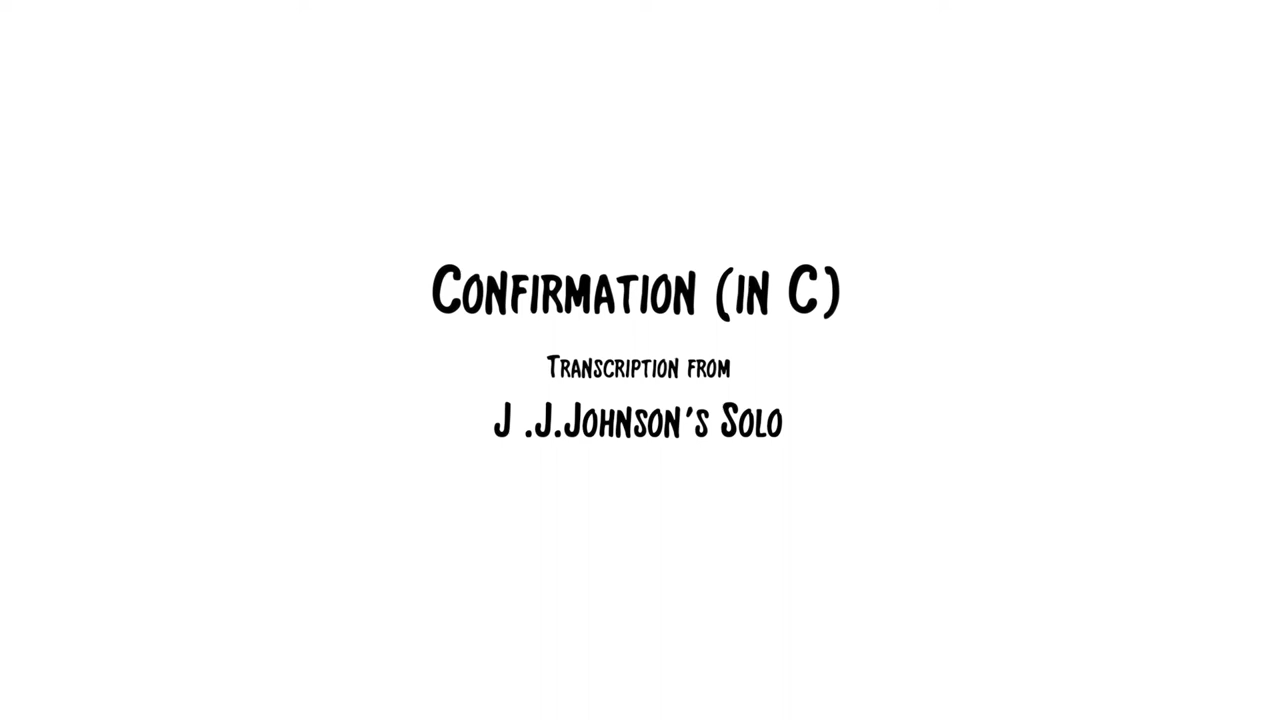 Confirmation (in C)
Transcription from
J .J.Johnson's Solo